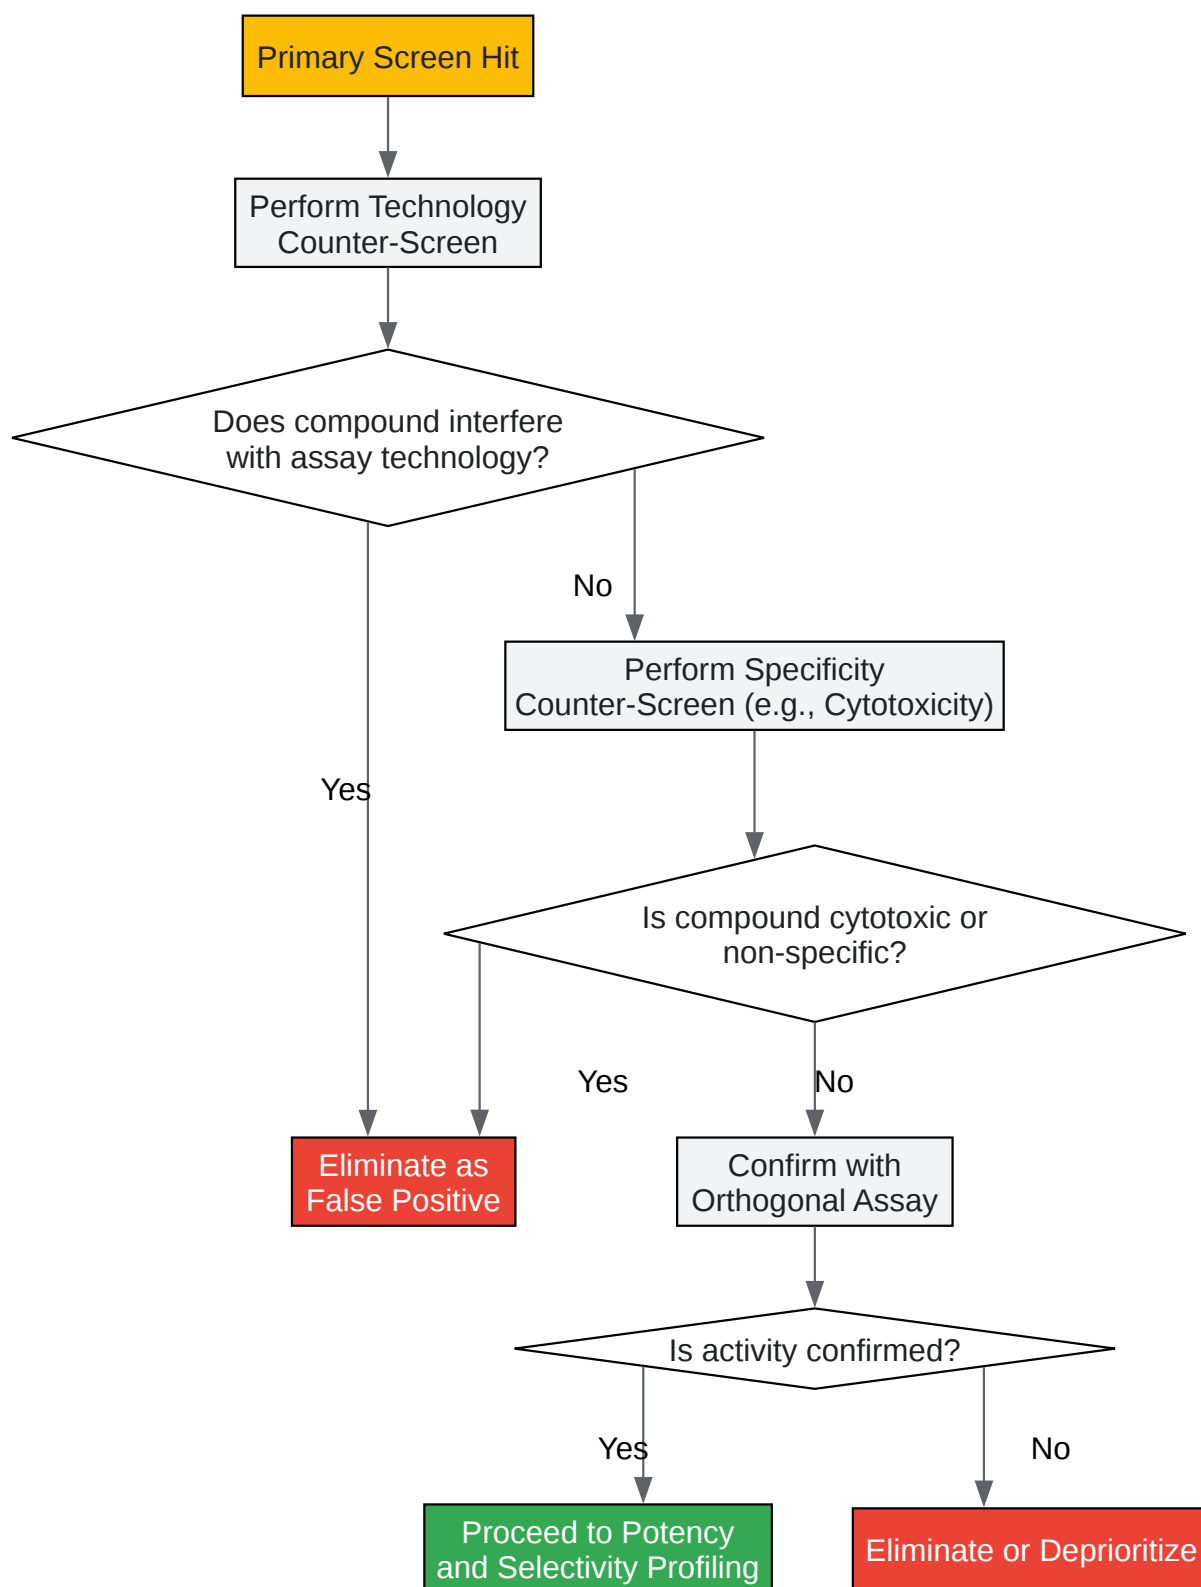 Primary Screen Hit
Perform Technology
Counter-Screen
Does compound interfere
with assay technology?
No
Perform Specificity
Counter-Screen (e.g., Cytotoxicity)
Yes
Is compound cytotoxic or
non-specific?
Yes
No
Eliminate as
False Positive
Confirm with
Orthogonal Assay
Is activity confirmed?
Yes
No
Proceed to Potency
and Selectivity Profiling
Eliminate or Deprioritize